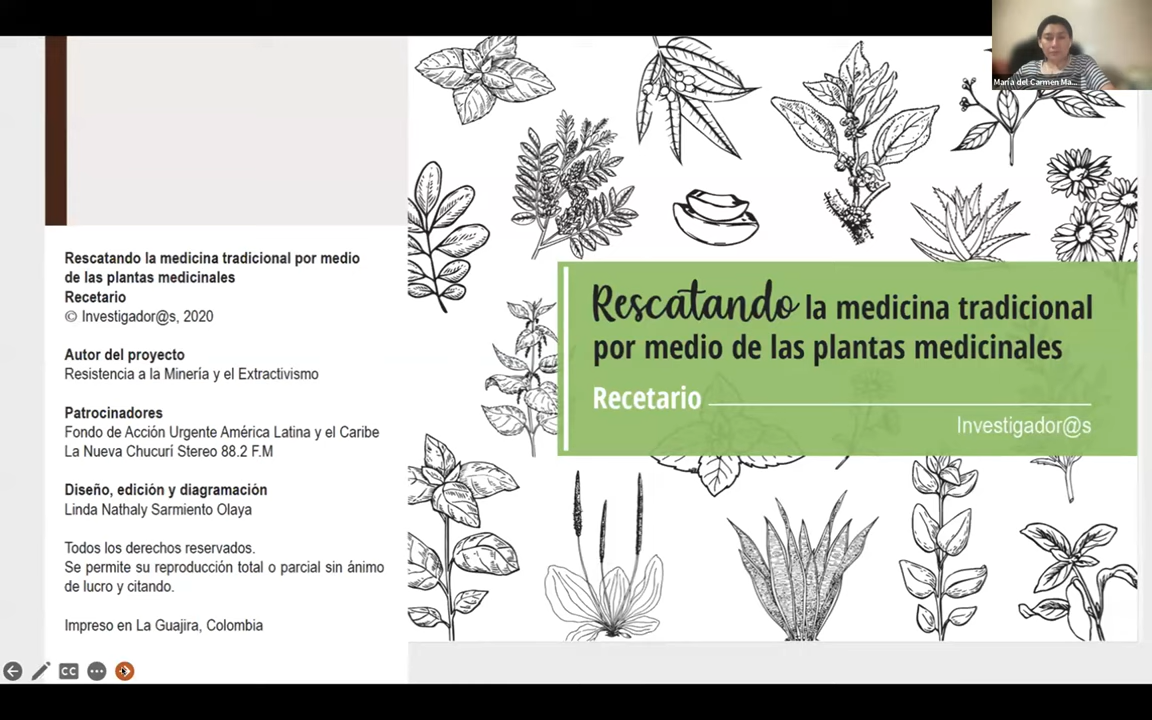 María del Carmen Ma...
Rescatando la medicina tradicional por medio
de las plantas medicinales
Recetario
© Investigador@s, 2020
Autor del proyecto
Resistencia a la Minería y el Extractivismo
Patrocinadores
Fondo de Acción Urgente América Latina y el Caribe
La Nueva Chucurí Stereo 88.2 F.M
Diseño, edición y diagramación
Linda Nathaly Sarmiento Olaya
Todos los derechos reservados.
Se permite su reproducción total o parcial sin ánimo
de lucro y citando.
Impreso en La Guajira, Colombia
Rescatando la medicina tradicional
por medio de las plantas medicinales
Recetario
Investigador@s
CC